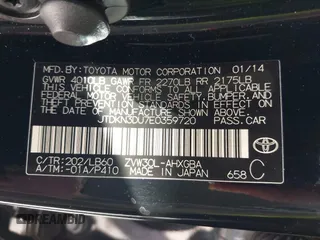 MFD. BY: TOYOTA MOTOR CORPORATION 01/14
GVWR 4010LB GAWR FR 2270LB RR 2175LB
THIS VEHICLE CONFORMS TO ALL APPLICABLE
FEDERAL MOTOR VEHICLE SAFETY, BUMPER, AND
THEFT PREVENTION STANDARDS IN EFFECT ON
THE DATE OF MANUFACTURE SHOWN ABOVE.
JTDKN3DU7E0359720 PASS.CAR
C/TR:202/LB60 ZVW30L-AHXGBA
A/TM:-01A/P410 MADE IN JAPAN 658 C
TOYOTA
DREAMBID